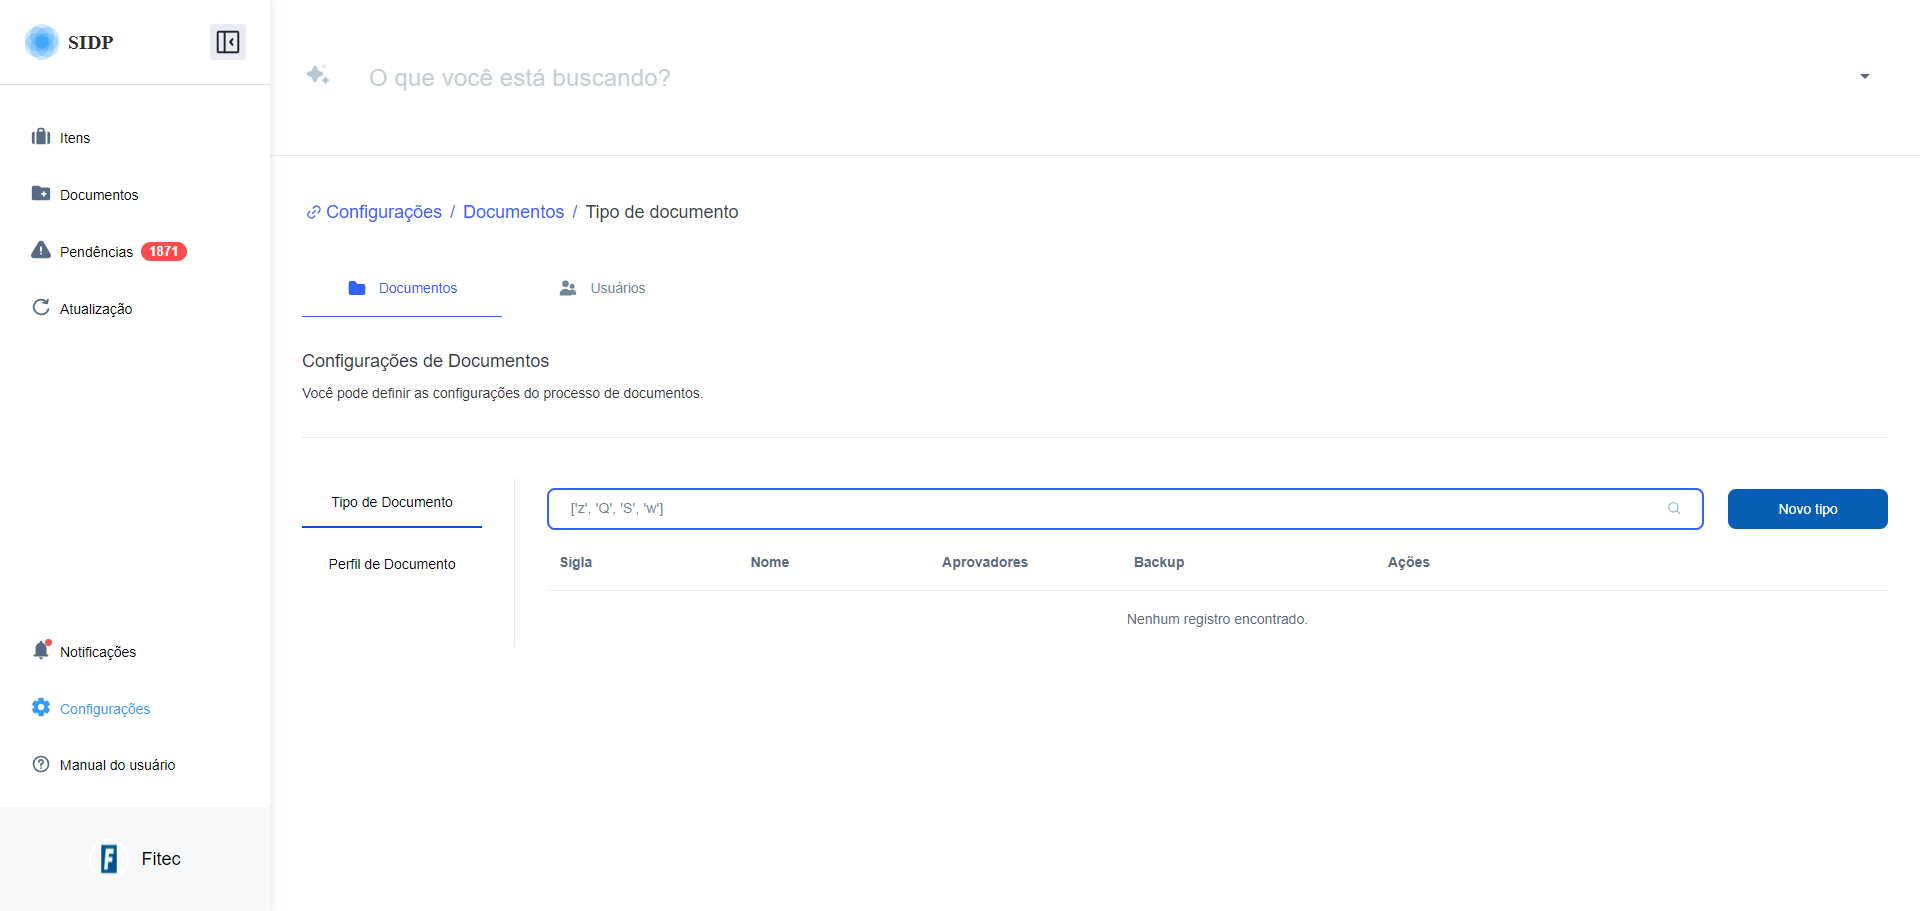 SIDP
O que você está buscando?
Itens
Documentos
Pendências 1871
Atualização
Configurações / Documentos / Tipo de documento
Documentos Usuários
Configurações de Documentos
Você pode definir as configurações do processo de documentos.
Tipo de Documento
Perfil de Documento
['z', 'Q', 'S', 'w']
Novo tipo
Sigla Nome Aprovadores Backup Ações
Nenhum registro encontrado.
Notificações
Configurações
Manual do usuário
F Fitec